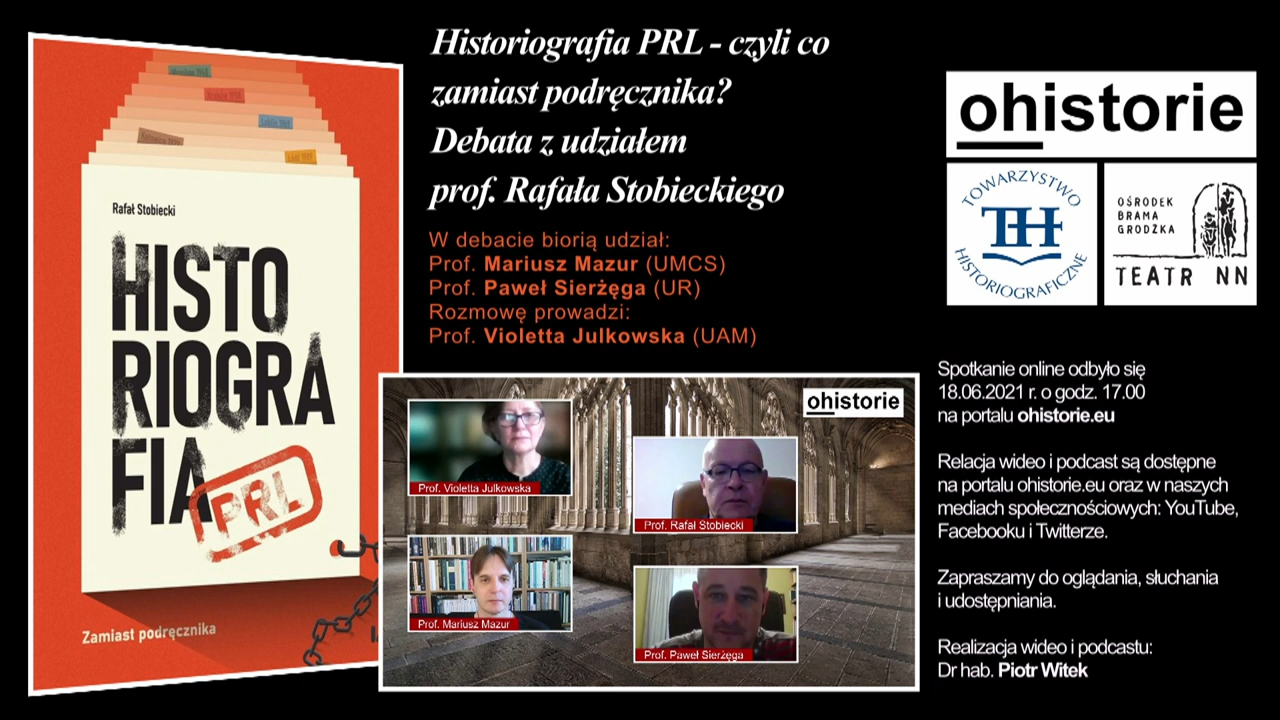 Historiografia PRL - czyli co
zamiast podręcznika?
Debata z udziałem
prof. Rafała Stobieckiego
W debacie biorią udział:
Prof. Mariusz Mazur (UMCS)
Prof. Paweł Sierżęga (UR)
Rozmowę prowadzi:
Prof. Violetta Julkowska (UAM)
Rafał Stobiecki
HISTO
RIOGRA
FIA
PRL
Zamiast podręcznika
ohistorie
Prof. Violetta Julkowska
Prof. Rafał Stobiecki
Prof. Mariusz Mazur
Prof. Paweł Sierżęga
ohistorie
TOWARZYSTWO
TH
HISTORIOGRAFICZNE
OŚRODEK
BRAMA
GRODZKA
TEATR NN
Spotkanie online odbyło się
18.06.2021 r. o godz. 17.00
na portalu ohistorie.eu
Relacja wideo i podcast są dostępne
na portalu ohistorie.eu oraz w naszych
mediach społecznościowych: YouTube,
Facebooku i Twitterze.
Zapraszamy do oglądania, słuchania
i udostępniania.
Realizacja wideo i podcastu:
Dr hab. Piotr Witek